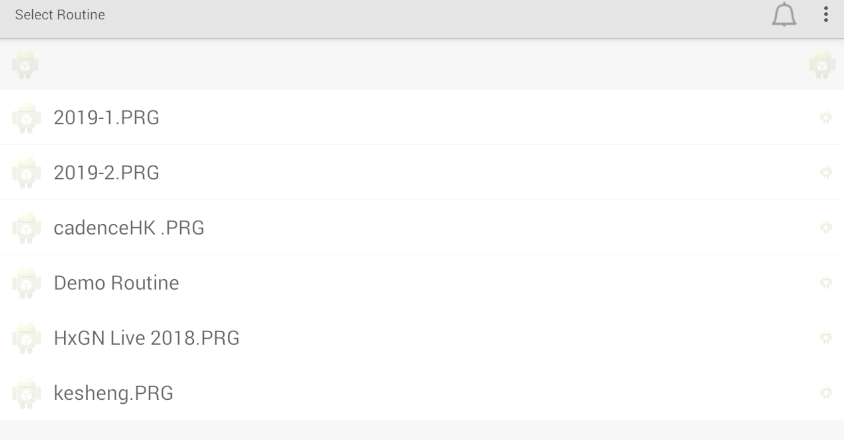 Select Routine
2019-1.PRG
2019-2.PRG
cadenceHK .PRG
Demo Routine
HxGN Live 2018.PRG
kesheng.PRG